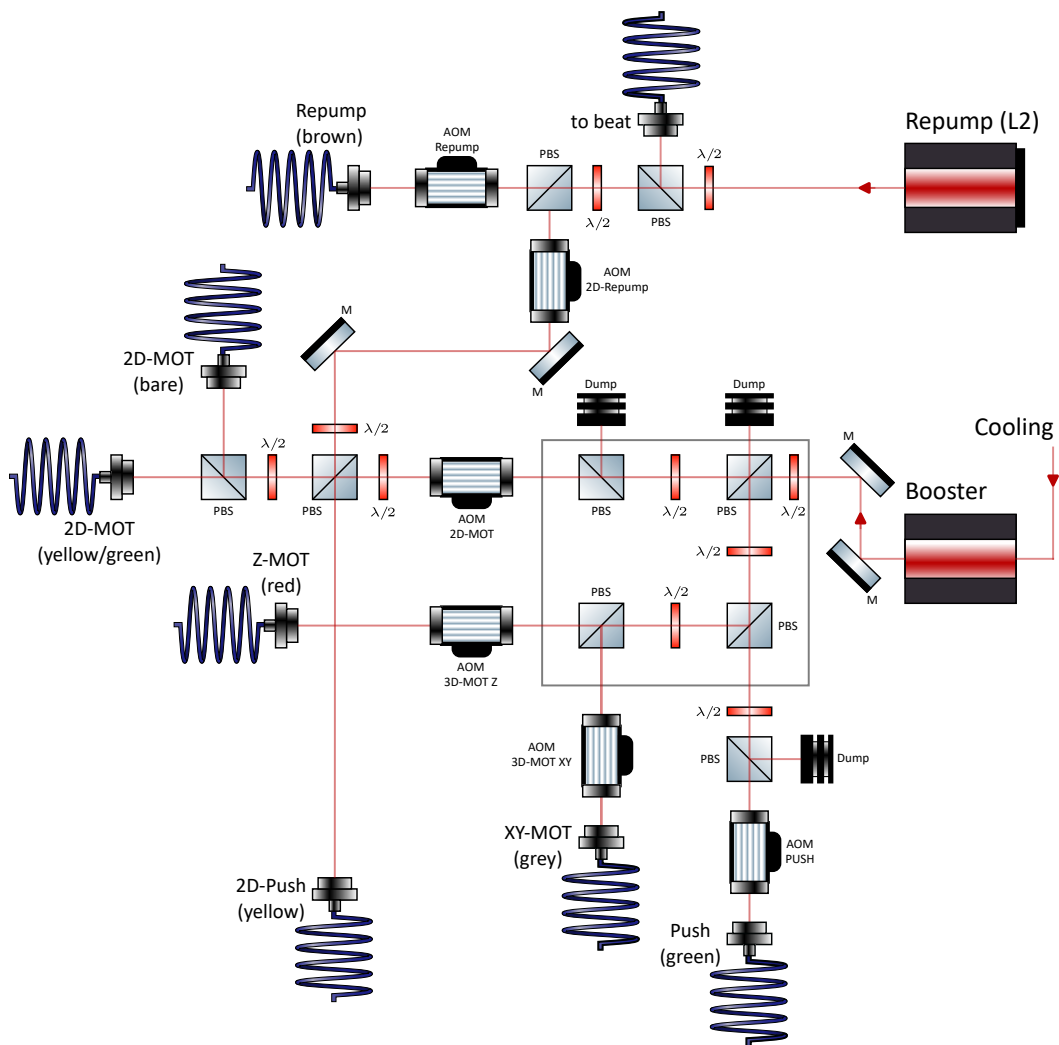 Repump
(brown)
AOM
Repump
to beat
PBS
λ/2
λ/2
PBS
Repump (L2)
AOM
2D-Repump
M
M
2D-MOT
(bare)
Dump
Dump
Cooling
λ/2
λ/2
λ/2
PBS
λ/2
PBS
AOM
2D-MOT
PBS
λ/2
PBS
λ/2
M
Booster
2D-MOT
(yellow/green)
λ/2
M
Z-MOT
(red)
PBS
λ/2
PBS
AOM
3D-MOT Z
λ/2
AOM
3D-MOT XY
PBS
Dump
XY-MOT
(grey)
AOM
PUSH
2D-Push
(yellow)
Push
(green)